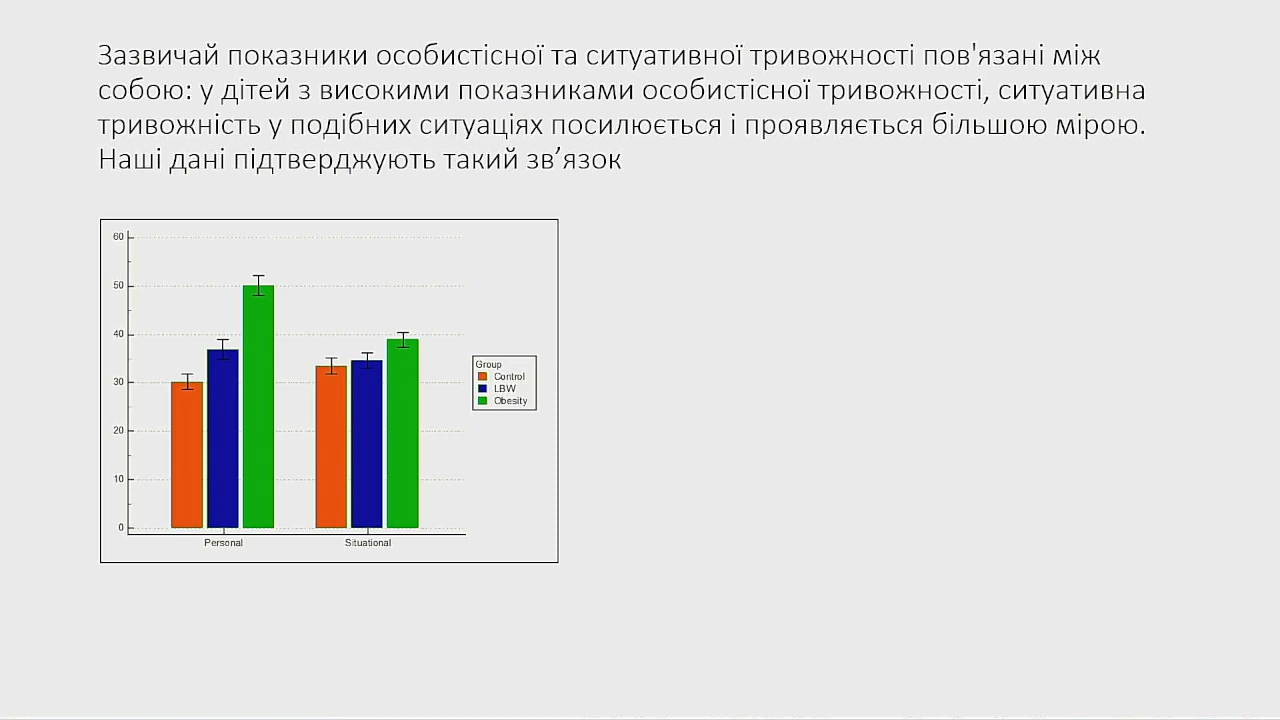 Зазвичай показники особистісної та ситуативної тривожності пов'язані між
собою: у дітей з високими показниками особистісної тривожності, ситуативна
тривожність у подібних ситуаціях посилюється і проявляється більшою мірою.
Наші дані підтверджують такий зв’язок
60
50
40
30
20
10
0
Personal
Situational
Group
Control
LBW
Obesity